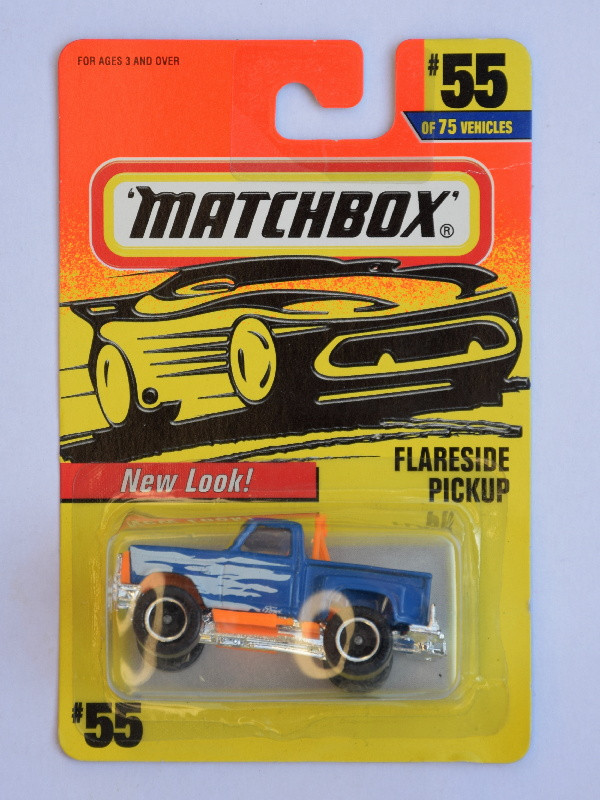 FOR AGES 3 AND OVER
#55
OF 75 VEHICLES
'MATCHBOX'®
FLARESIDE
PICKUP
New Look!
#55